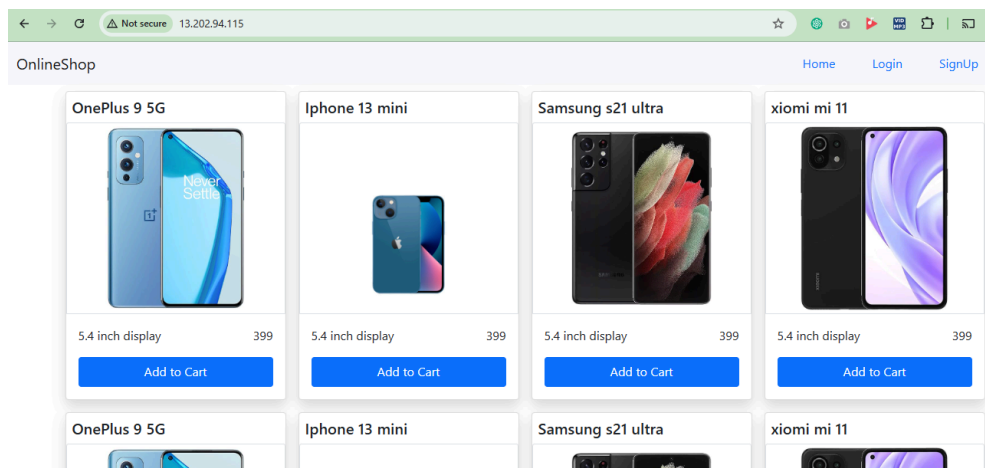 Not secure 13.202.94.115
VID
MP3
OnlineShop Home Login SignUp
OnePlus 9 5G Iphone 13 mini Samsung s21 ultra xiomi mi 11
Never
Settle
5.4 inch display 399 5.4 inch display 399 5.4 inch display 399 5.4 inch display 399
Add to Cart Add to Cart Add to Cart Add to Cart
OnePlus 9 5G Iphone 13 mini Samsung s21 ultra xiomi mi 11